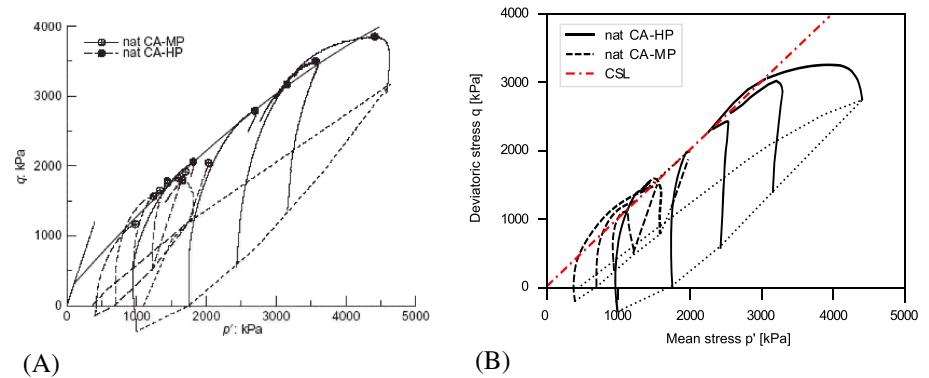 4000
3000
2000
1000
0
q: kPa
nat CA-MP
nat CA-HP
0 1000 2000 3000 4000 5000
p′: kPa
(A)
4000
3000
2000
1000
0
Deviatoric stress q [kPa]
nat CA-HP
nat CA-MP
CSL
0 1000 2000 3000 4000 5000
Mean stress p' [kPa]
(B)